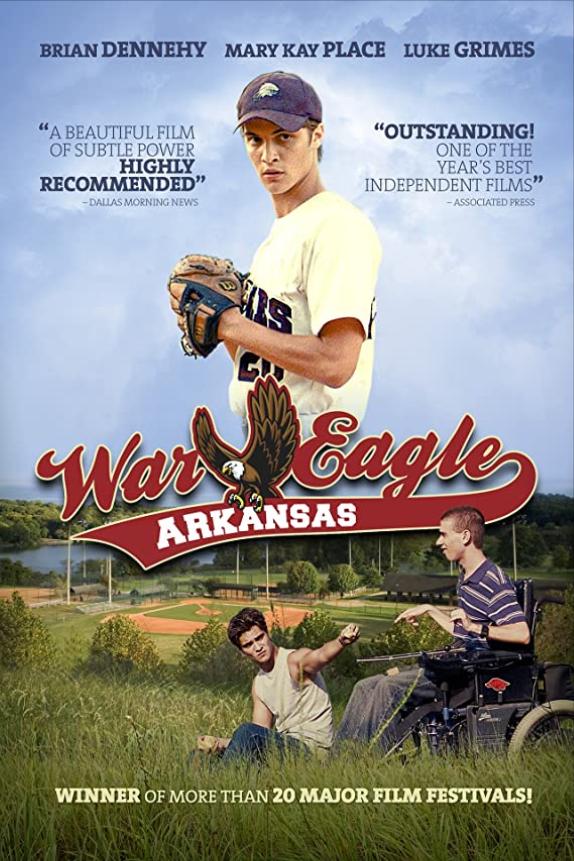 BRIAN DENNEHY MARY KAY PLACE LUKE GRIMES
“A BEAUTIFUL FILM
OF SUBTLE POWER
HIGHLY
RECOMMENDED”
– DALLAS MORNING NEWS
“OUTSTANDING!
ONE OF THE
YEAR'S BEST
INDEPENDENT FILMS”
– ASSOCIATED PRESS
20
War Eagle
ARKANSAS
WINNER OF MORE THAN 20 MAJOR FILM FESTIVALS!